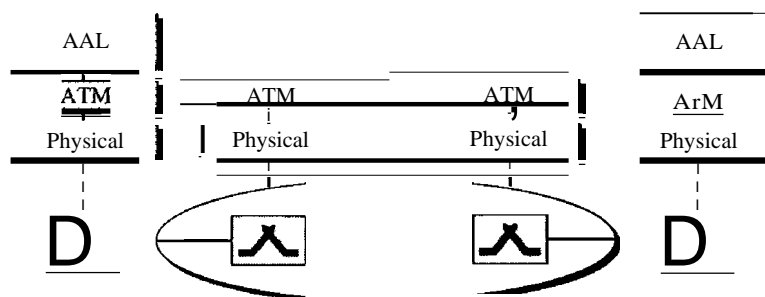 AAL AAL
ATM ATM ATM ArM
Physical Physical Physical Physical
D D